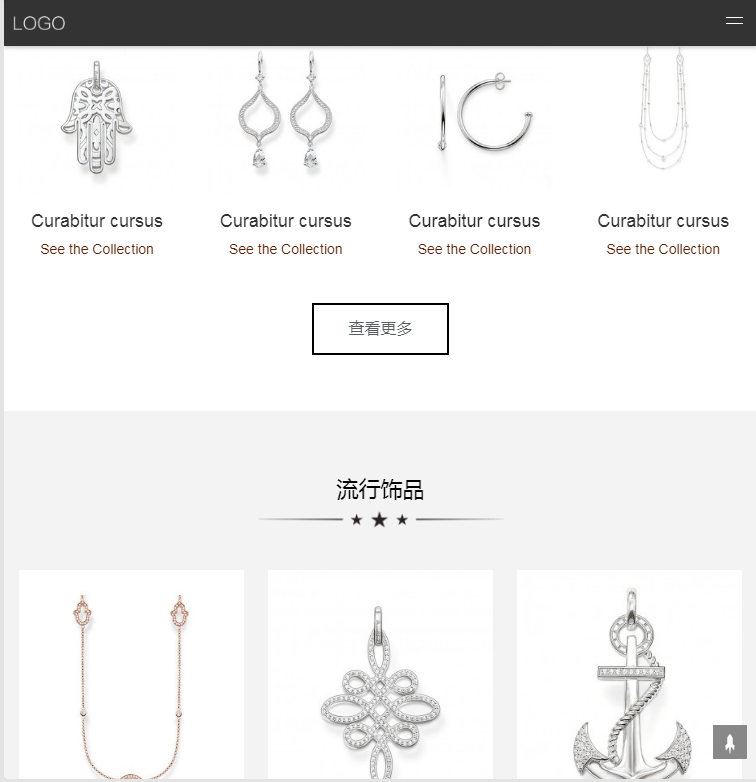 LOGO
Curabitur cursus Curabitur cursus Curabitur cursus Curabitur cursus
See the Collection See the Collection See the Collection See the Collection
查看更多
流行饰品